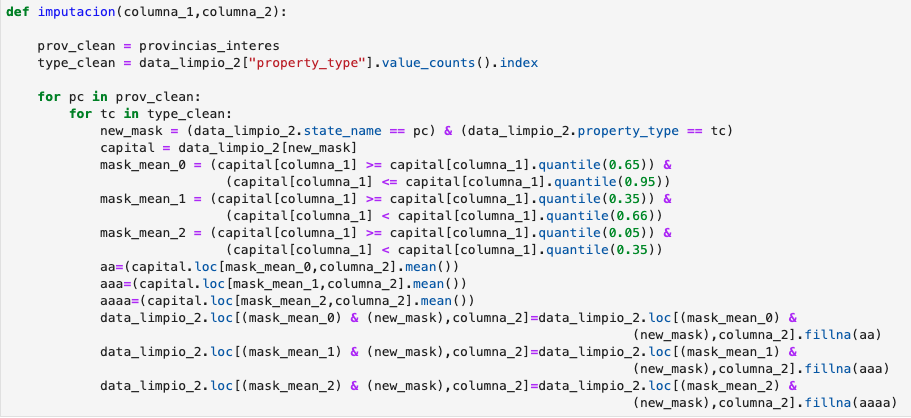 def imputacion(columna_1,columna_2):

    prov_clean = provincias_interes
    type_clean = data_limpio_2["property_type"].value_counts().index

    for pc in prov_clean:
        for tc in type_clean:
            new_mask = (data_limpio_2.state_name == pc) & (data_limpio_2.property_type == tc)
            capital = data_limpio_2[new_mask]
            mask_mean_0 = (capital[columna_1] >= capital[columna_1].quantile(0.65)) &
                            (capital[columna_1] <= capital[columna_1].quantile(0.95))
            mask_mean_1 = (capital[columna_1] >= capital[columna_1].quantile(0.35)) &
                            (capital[columna_1] < capital[columna_1].quantile(0.66))
            mask_mean_2 = (capital[columna_1] >= capital[columna_1].quantile(0.05)) &
                            (capital[columna_1] < capital[columna_1].quantile(0.35))
            aa=(capital.loc[mask_mean_0,columna_2].mean())
            aaa=(capital.loc[mask_mean_1,columna_2].mean())
            aaaa=(capital.loc[mask_mean_2,columna_2].mean())
            data_limpio_2.loc[(mask_mean_0) & (new_mask),columna_2]=data_limpio_2.loc[(mask_mean_0) &
                                                                                (new_mask),columna_2].fillna(aa)
            data_limpio_2.loc[(mask_mean_1) & (new_mask),columna_2]=data_limpio_2.loc[(mask_mean_1) &
                                                                                (new_mask),columna_2].fillna(aaa)
            data_limpio_2.loc[(mask_mean_2) & (new_mask),columna_2]=data_limpio_2.loc[(mask_mean_2) &
                                                                                (new_mask),columna_2].fillna(aaaa)